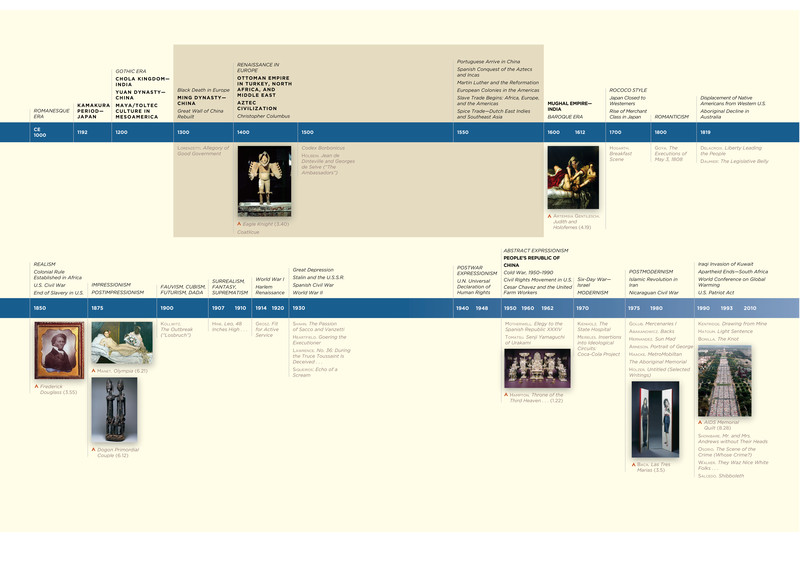 ROMANESQUE
ERA
KAMAKURA
PERIOD—
JAPAN
GOTHIC ERA
CHOLA KINGDOM—
INDIA
YUAN DYNASTY—
CHINA
MAYA/TOLTEC
CULTURE IN
MESOAMERICA
Black Death in Europe
MING DYNASTY—
CHINA
Great Wall of China
Rebuilt
RENAISSANCE IN
EUROPE
OTTOMAN EMPIRE
IN TURKEY, NORTH
AFRICA, AND
MIDDLE EAST
AZTEC
CIVILIZATION
Christopher Columbus
Portuguese Arrive in China
Spanish Conquest of the Aztecs
and Incas
Martin Luther and the Reformation
European Colonies in the Americas
Slave Trade Begins: Africa, Europe,
and the Americas
Spice Trade—Dutch East Indies
and Southeast Asia
MUGHAL EMPIRE—
INDIA
BAROQUE ERA
ROCOCO STYLE
Japan Closed to
Westerners
Rise of Merchant
Class in Japan
ROMANTICISM
Displacement of Native
Americans from Western U.S.
Aboriginal Decline in
Australia
CE
1000
1192
1200
1300
1400
1500
1550
1600
1612
1700
1800
1819
Lorenzetti, Allegory of
Good Government
Eagle Knight (3.40)
Coatlicue
Codex Borbonicus
Holbein, Jean de
Dinteville and Georges
de Selve ("The
Ambassadors")
Artemisia Gentileschi,
Judith and
Holofernes (4.19)
Hogarth,
Breakfast
Scene
Goya, The
Executions of
May 3, 1808
Delacroix, Liberty Leading
the People
Daumier, The Legislative Belly
REALISM
Colonial Rule
Established in Africa
U.S. Civil War
End of Slavery in U.S.
IMPRESSIONISM
POSTIMPRESSIONISM
FAUVISM, CUBISM,
FUTURISM, DADA
SURREALISM,
FANTASY,
SUPREMATISM
World War I
Harlem
Renaissance
Great Depression
Stalin and the U.S.S.R.
Spanish Civil War
World War II
POSTWAR
EXPRESSIONISM
U.N. Universal
Declaration of
Human Rights
ABSTRACT EXPRSSIONISM
PEOPLE'S REPUBLIC OF
CHINA
Cold War, 1950–1990
Civil Rights Movement in U.S.
Cesar Chavez and the United
Farm Workers
Six-Day War—
Israel
MODERNISM
POSTMODERNISM
Islamic Revolution in
Iran
Nicaraguan Civil War
Iraqi Invasion of Kuwait
Apartheid Ends—South Africa
World Conference on Global
Warming
U.S. Patriot Act
1850
1875
1900
1907
1910
1914
1920
1930
1940
1948
1950
1960
1962
1970
1975
1980
1990
1993
2010
Frederick
Douglass (3.55)
Manet, Olympia (4.21)
Dogon Primordial
Couple (6.12)
Kollwitz,
The Outbreak
("Losbruch")
Hine, Leo, 48
Inches High . . .
Grosz, Fit
for Active
Service
Shahn, The Passion
of Sacco and Vanzetti
Heartfield, Goering the
Executioner
Lawrence, No. 36: During
the Truce Toussaint is
Deceived . . .
Siqueiros, Echo of a
Scream
Motherwell, Elegy to the
Spanish Republic XXXIV
Tomatsu, Senji Yamaguchi
of Urakami
Hampton, Throne of the
Third Heaven . . . (1.22)
Kienholz, The
State Hospital
Meireles, Insertions
into Ideological
Circuits:
Coca-Cola Project
Golub, Mercenaries I
Abakanowicz, Backs
Hammons, Sun Mad
Portrait of George
Haacke, MetroMobiltan
The Aboriginal Memorial
Holzer, Untitled (Selected
Writings)
Baca, Las Tres
Marias (3.5)
Kentridge, Drawing from Mine
Hatoum, Light Sentence
Borofsky, The Knot
AIDS Memorial
Quilt (8.26)
Shonibare, Mr. and Mrs.
Andrews without Their Heads
Osorio, The Scene of the
Crime (Whose Crime?)
Walker, They Waz Nice White
Folks . . .
Salcedo, Shibboleth